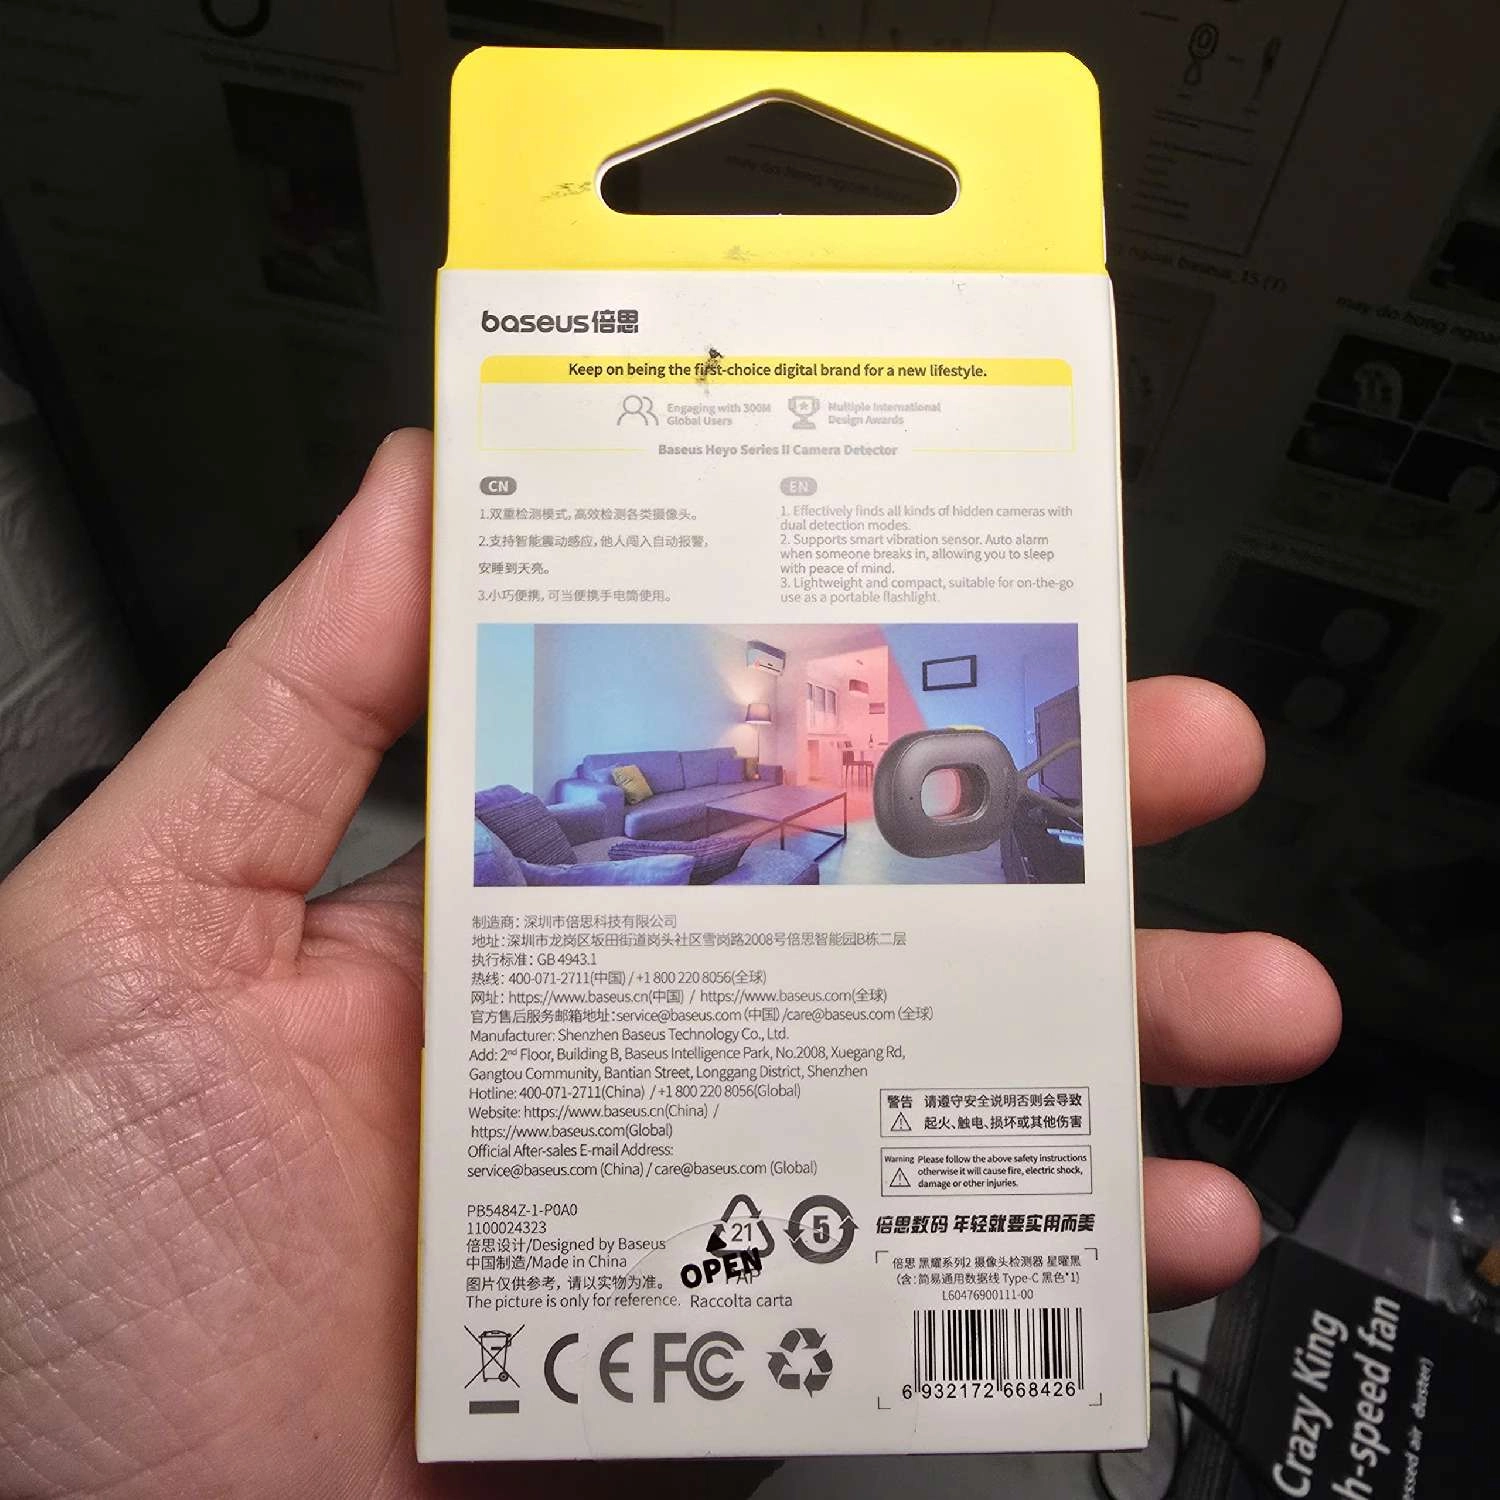 baseus倍思
Keep on being the first-choice digital brand for a new lifestyle.
Engaging with 300M
Global Users
Multiple International
Design Awards
Baseus Heyo Series II Camera Detector
CN
1.双重检测模式，高效检测各类摄像头。
2.支持智能震动感应，他人闯入自动报警，
安睡到天亮。
3.小巧便携，可当便携手电筒使用。
EN
1. Effectively finds all kinds of hidden cameras with
dual detection modes.
2. Supports smart vibration sensor. Auto alarm
when someone breaks in, allowing you to sleep
with peace of mind.
3. Lightweight and compact, suitable for on-the-go
use as a portable flashlight.
制造商：深圳市倍思科技有限公司
地址：深圳市龙岗区坂田街道岗头社区雪岗路2008号倍思智能园B栋二层
执行标准：GB 4943.1
热线：400-071-2711(中国) / +1 800 220 8056(全球)
网址：https://www.baseus.cn(中国) / https://www.baseus.com(全球)
官方售后服务邮箱地址：service@baseus.com (中国) /care@baseus.com (全球)
Manufacturer: Shenzhen Baseus Technology Co., Ltd.
Add: 2nd Floor, Building B, Baseus Intelligence Park, No.2008, Xuegang Rd,
Gangtou Community, Bantian Street, Longgang District, Shenzhen
Hotline: 400-071-2711(China) / +1 800 220 8056(Global)
Website: https://www.baseus.cn(China) /
https://www.baseus.com(Global)
Official After-sales E-mail Address:
service@baseus.com (China) / care@baseus.com (Global)
警告 请遵守安全说明否则会导致
起火、触电、损坏或其他伤害
Warning Please follow the above safety instructions
otherwise it will cause fire, electric shock,
damage or other injuries.
PB5484Z-1-P0A0
1100024323
倍思设计/Designed by Baseus
中国制造/Made in China
图片仅供参考，请以实物为准。
The picture is only for reference.
21
PAP
OPEN
Raccolta carta
5
倍思数码 年轻就要实用而美
倍思 黑耀系列2 摄像头检测器 星曜黑
(含：简易通用数据线 Type-C 黑色*1)
L60476900111-00
CE FC
6 932172 668426
Crazy King
h-speed fan
essed air duster)
may do hong ngoai